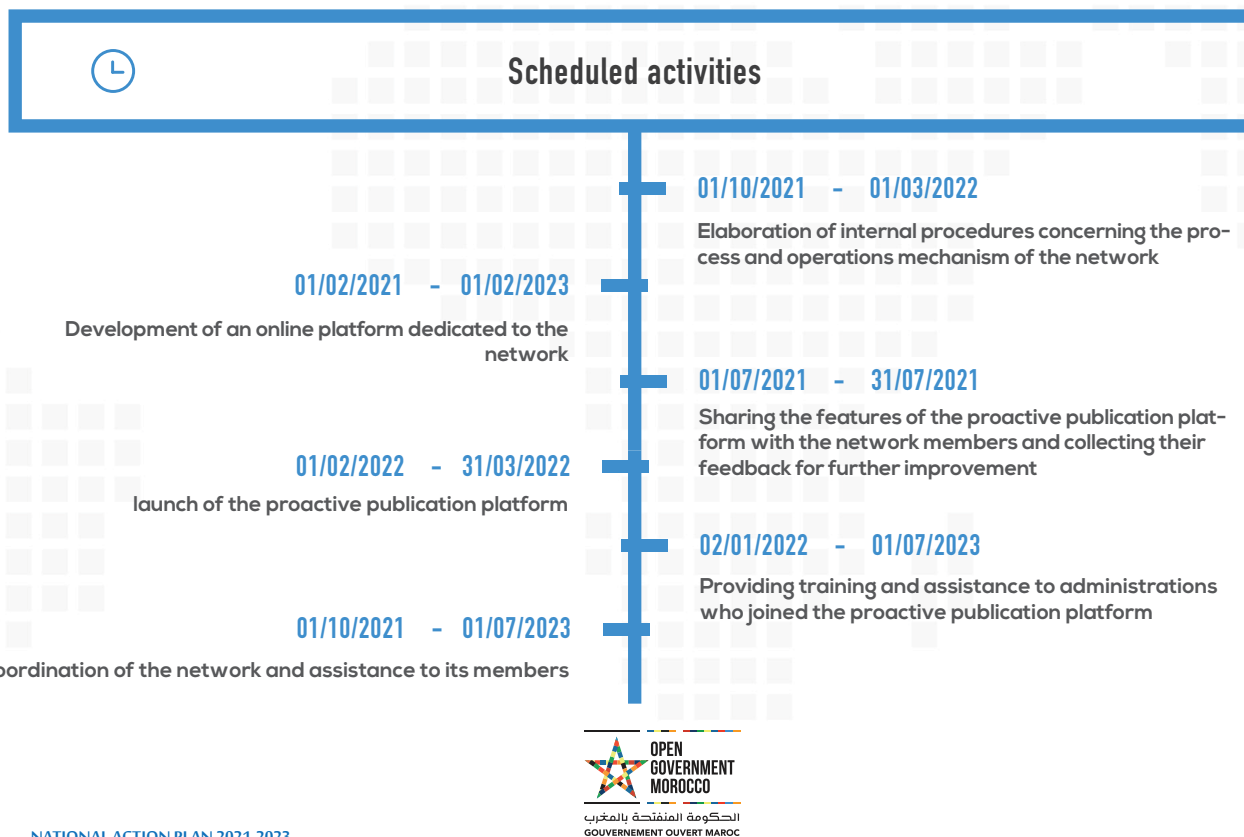 Scheduled activities
01/10/2021 - 01/03/2022
Elaboration of internal procedures concerning the pro-
cess and operations mechanism of the network
01/02/2021 - 01/02/2023
Development of an online platform dedicated to the
network
01/07/2021 - 31/07/2021
Sharing the features of the proactive publication plat-
form with the network members and collecting their
feedback for further improvement
01/02/2022 - 31/03/2022
launch of the proactive publication platform
02/01/2022 - 01/07/2023
Providing training and assistance to administrations
who joined the proactive publication platform
01/10/2021 - 01/07/2023
oordination of the network and assistance to its members
OPEN
GOVERNMENT
MOROCCO
الحكومة المنفتحة بالمغرب
GOUVERNEMENT OUVERT MAROC
NATIONAL ACTION PLAN 2021-2023